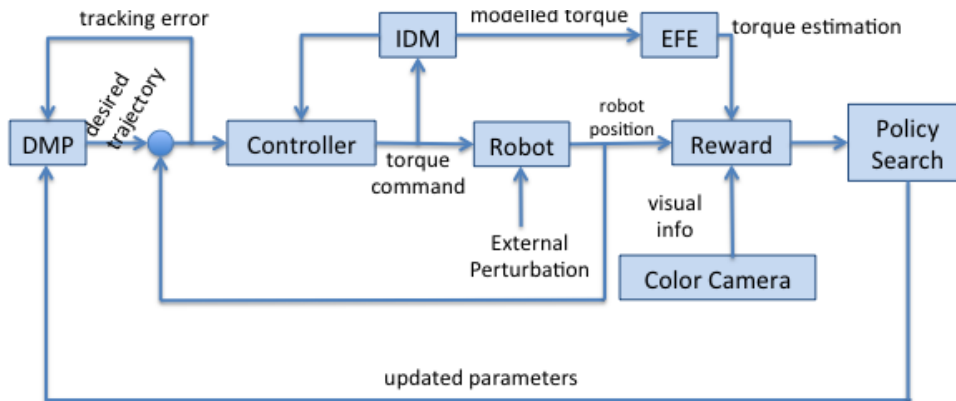 tracking error
modelled torque
IDM
EFE
torque estimation
desired
trajectory
robot
position
DMP
Controller
torque
command
Robot
Reward
Policy
Search
visual
info
External
Perturbation
Color Camera
updated parameters